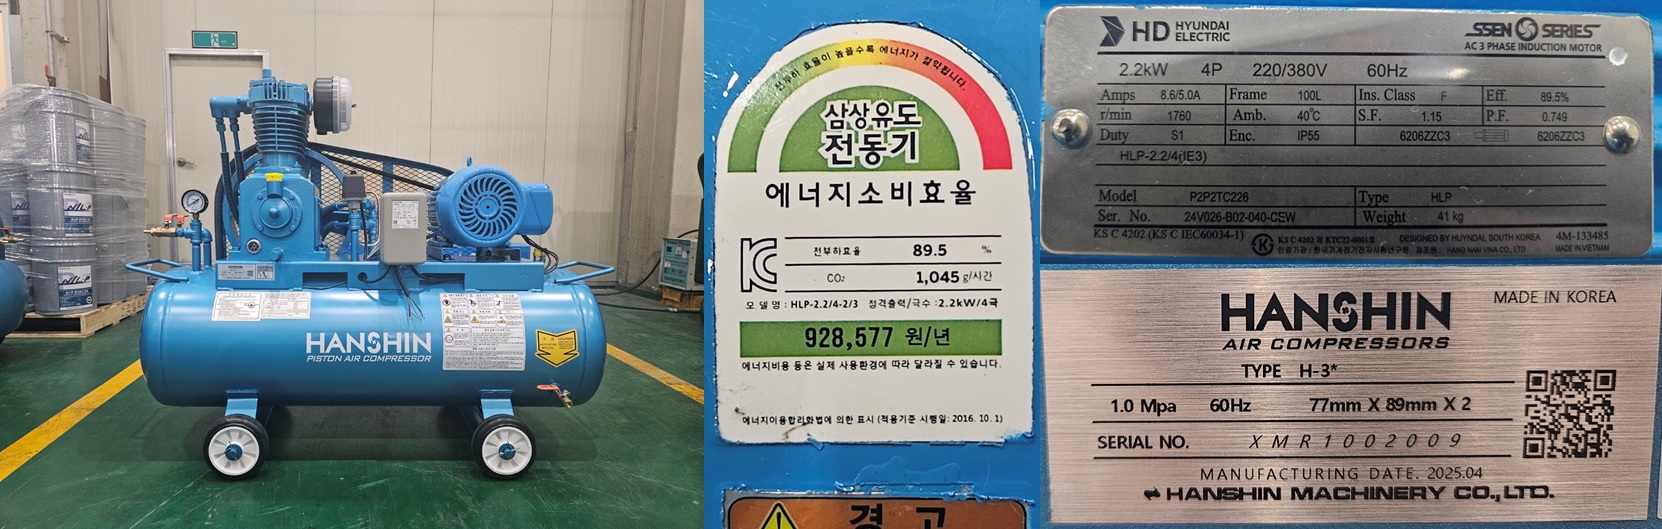 HANSHIN
PISTON AIR COMPRESSOR
전부하 효율이 높을수록 에너지가 절약됩니다.
삼상유도
전동기
에너지소비효율
전부하효율 89.5 %
CO₂ 1,045 g/시간
모델명 : HLP-2.2/4-2/3 정격출력/극수 : 2.2kW/4극
928,577 원/년
에너지비용 등은 실제 사용환경에 따라 달라질 수 있습니다.
에너지이용합리화법에 의한 표시 (적용기준 시행일: 2016. 10. 1)
경 고
HD HYUNDAI ELECTRIC
SSEN SERIES
AC 3 PHASE INDUCTION MOTOR
2.2kW 4P 220/380V 60Hz
Amps 8.6/5.0A Frame 100L Ins. Class F Eff. 89.5%
r/min 1760 Amb. 40°C S.F. 1.15 P.F. 0.749
Duty S1 Enc. IP55 6206ZZC3 6206ZZC3
HLP-2.2/4(IE3)
Model P2P2TC226 Type HLP
Ser. No. 24V026-B02-040-CEW Weight 41 kg
KS C 4202 (KS C IEC60034-1)
DESIGNED BY HUYNDAI, SOUTH KOREA 4M-133485
HANG NAM VINA CO., LTD. MADE IN VIETNAM
HANSHIN MADE IN KOREA
AIR COMPRESSORS
TYPE H-3*
1.0 Mpa 60Hz 77mm X 89mm X 2
SERIAL NO. XMR1002009
MANUFACTURING DATE. 2025.04
HANSHIN MACHINERY CO.,LTD.